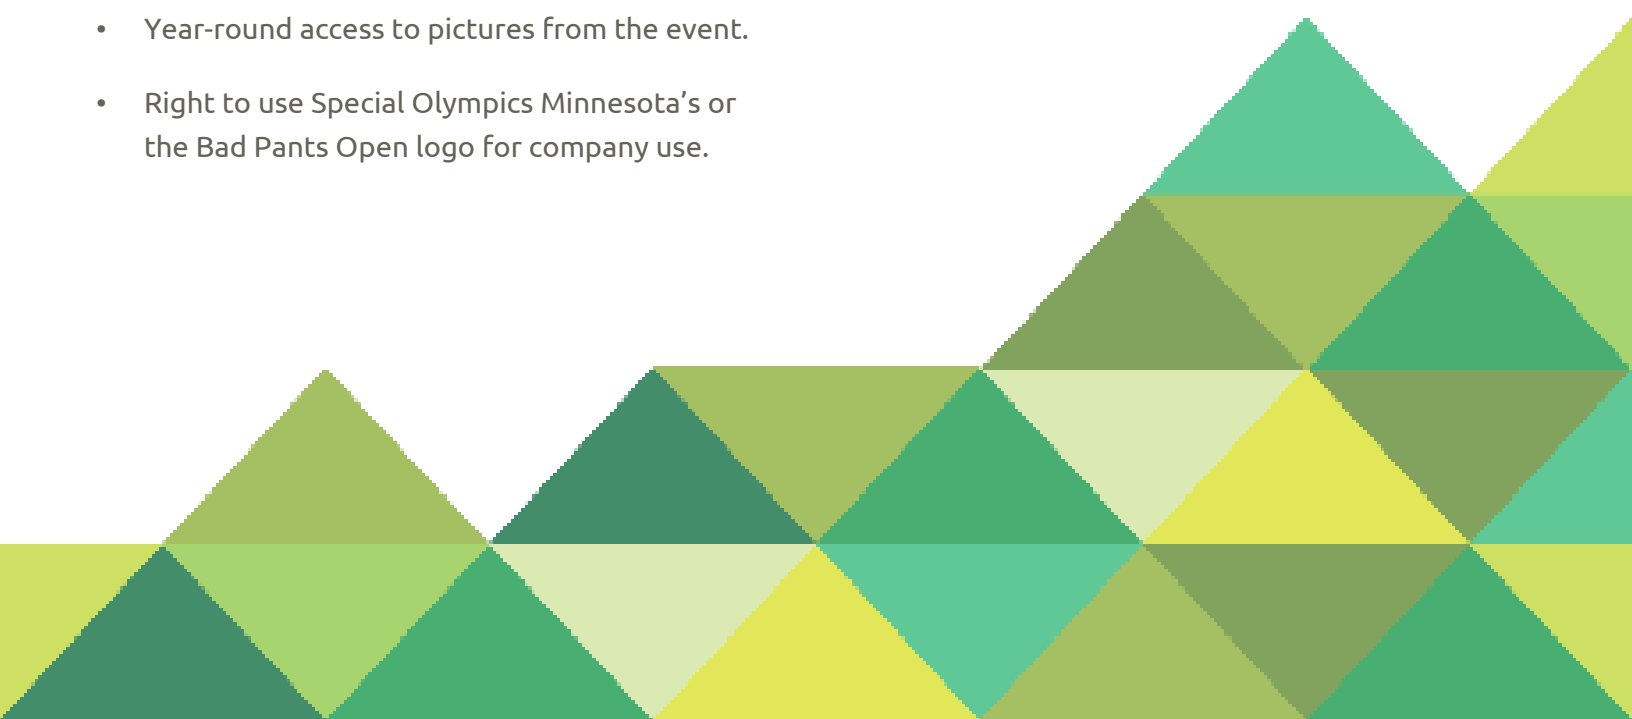 • Year-round access to pictures from the event.
• Right to use Special Olympics Minnesota’s or
the Bad Pants Open logo for company use.